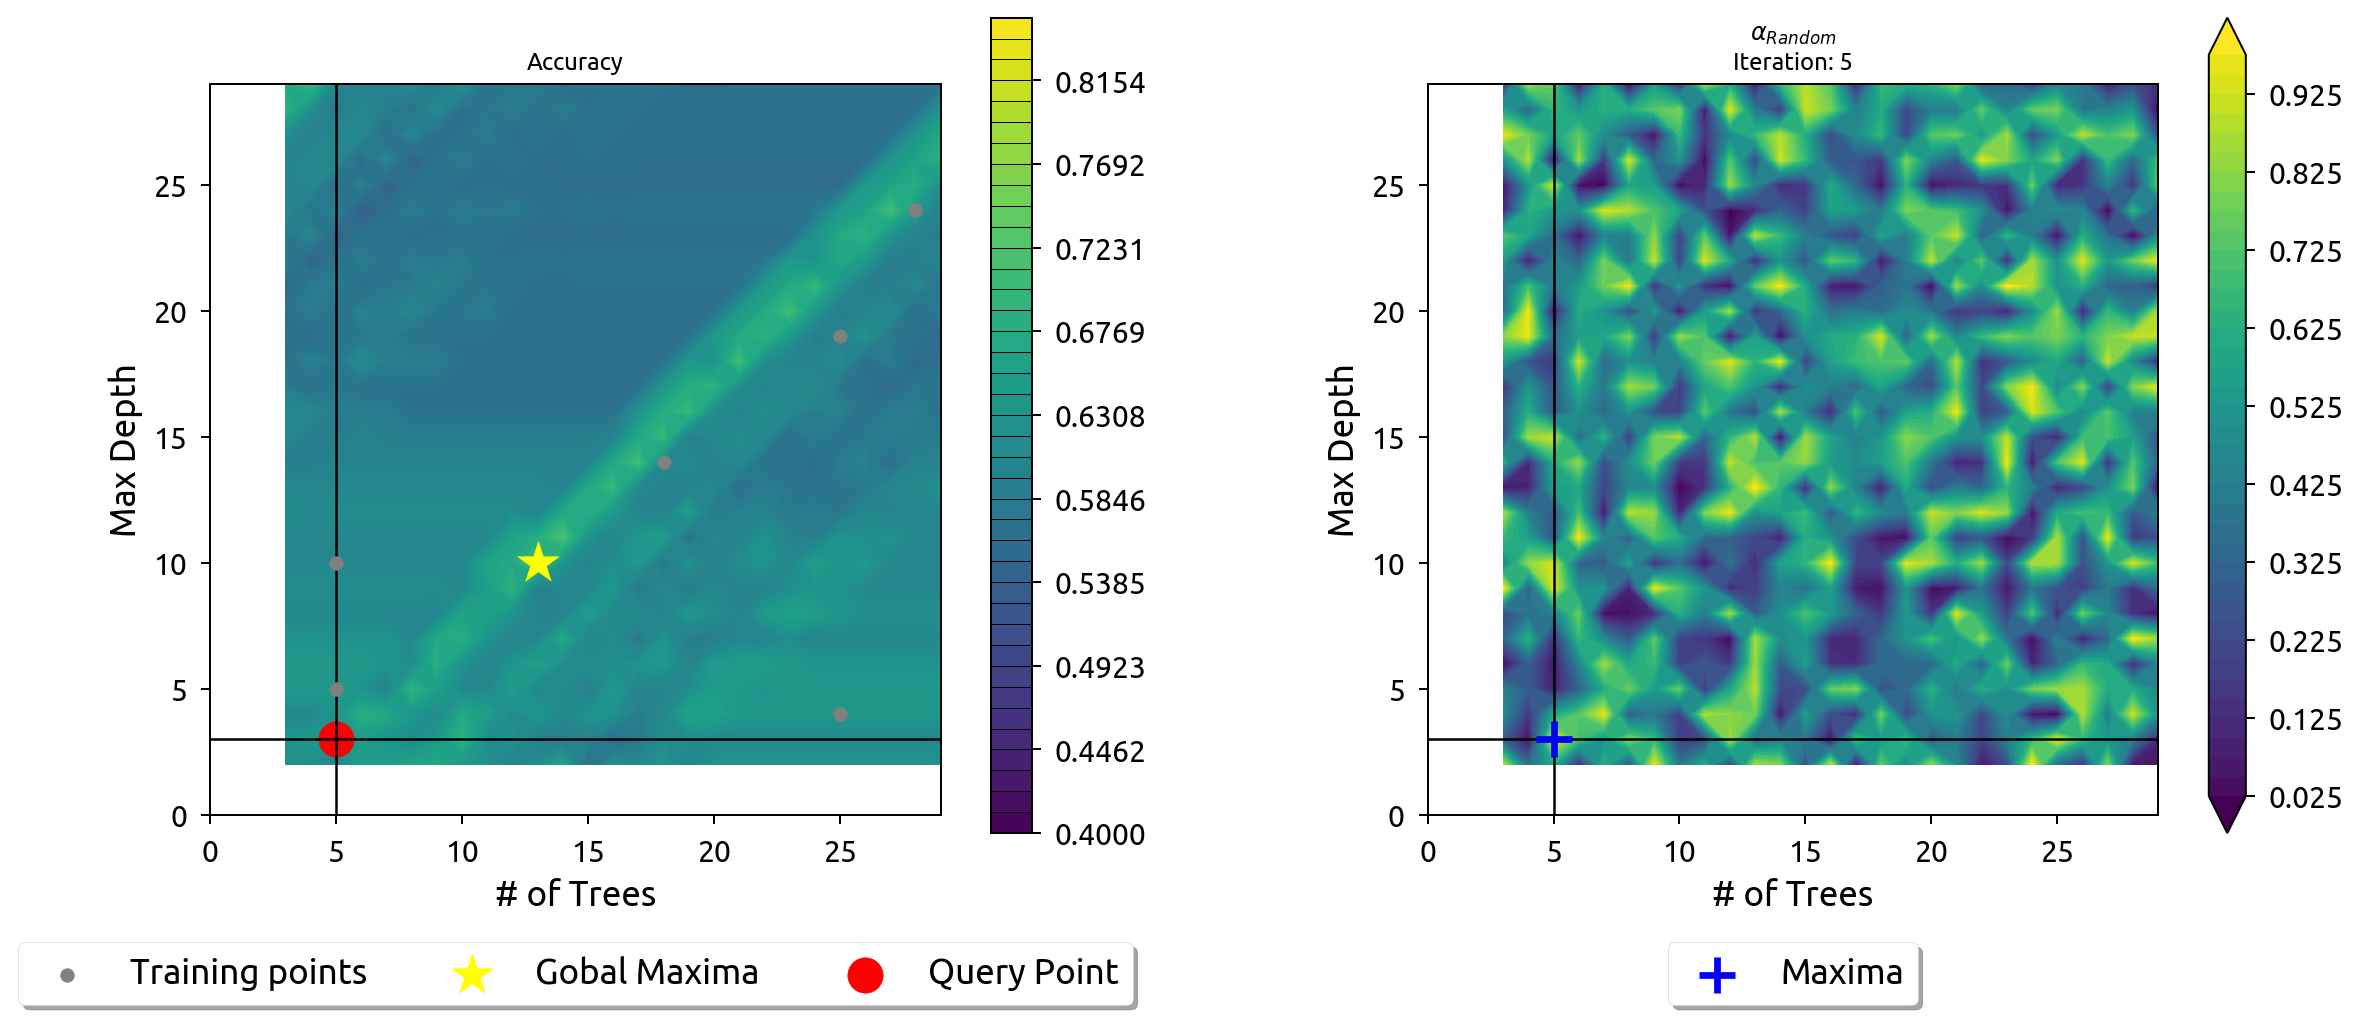 Accuracy
Max Depth
25
20
15
10
5
0
0 5 10 15 20 25
# of Trees
0.8154
0.7692
0.7231
0.6769
0.6308
0.5846
0.5385
0.4923
0.4462
0.4000
Training points Gobal Maxima Query Point
αRandom
Iteration: 5
Max Depth
25
20
15
10
5
0
0 5 10 15 20 25
# of Trees
0.925
0.825
0.725
0.625
0.525
0.425
0.325
0.225
0.125
0.025
Maxima